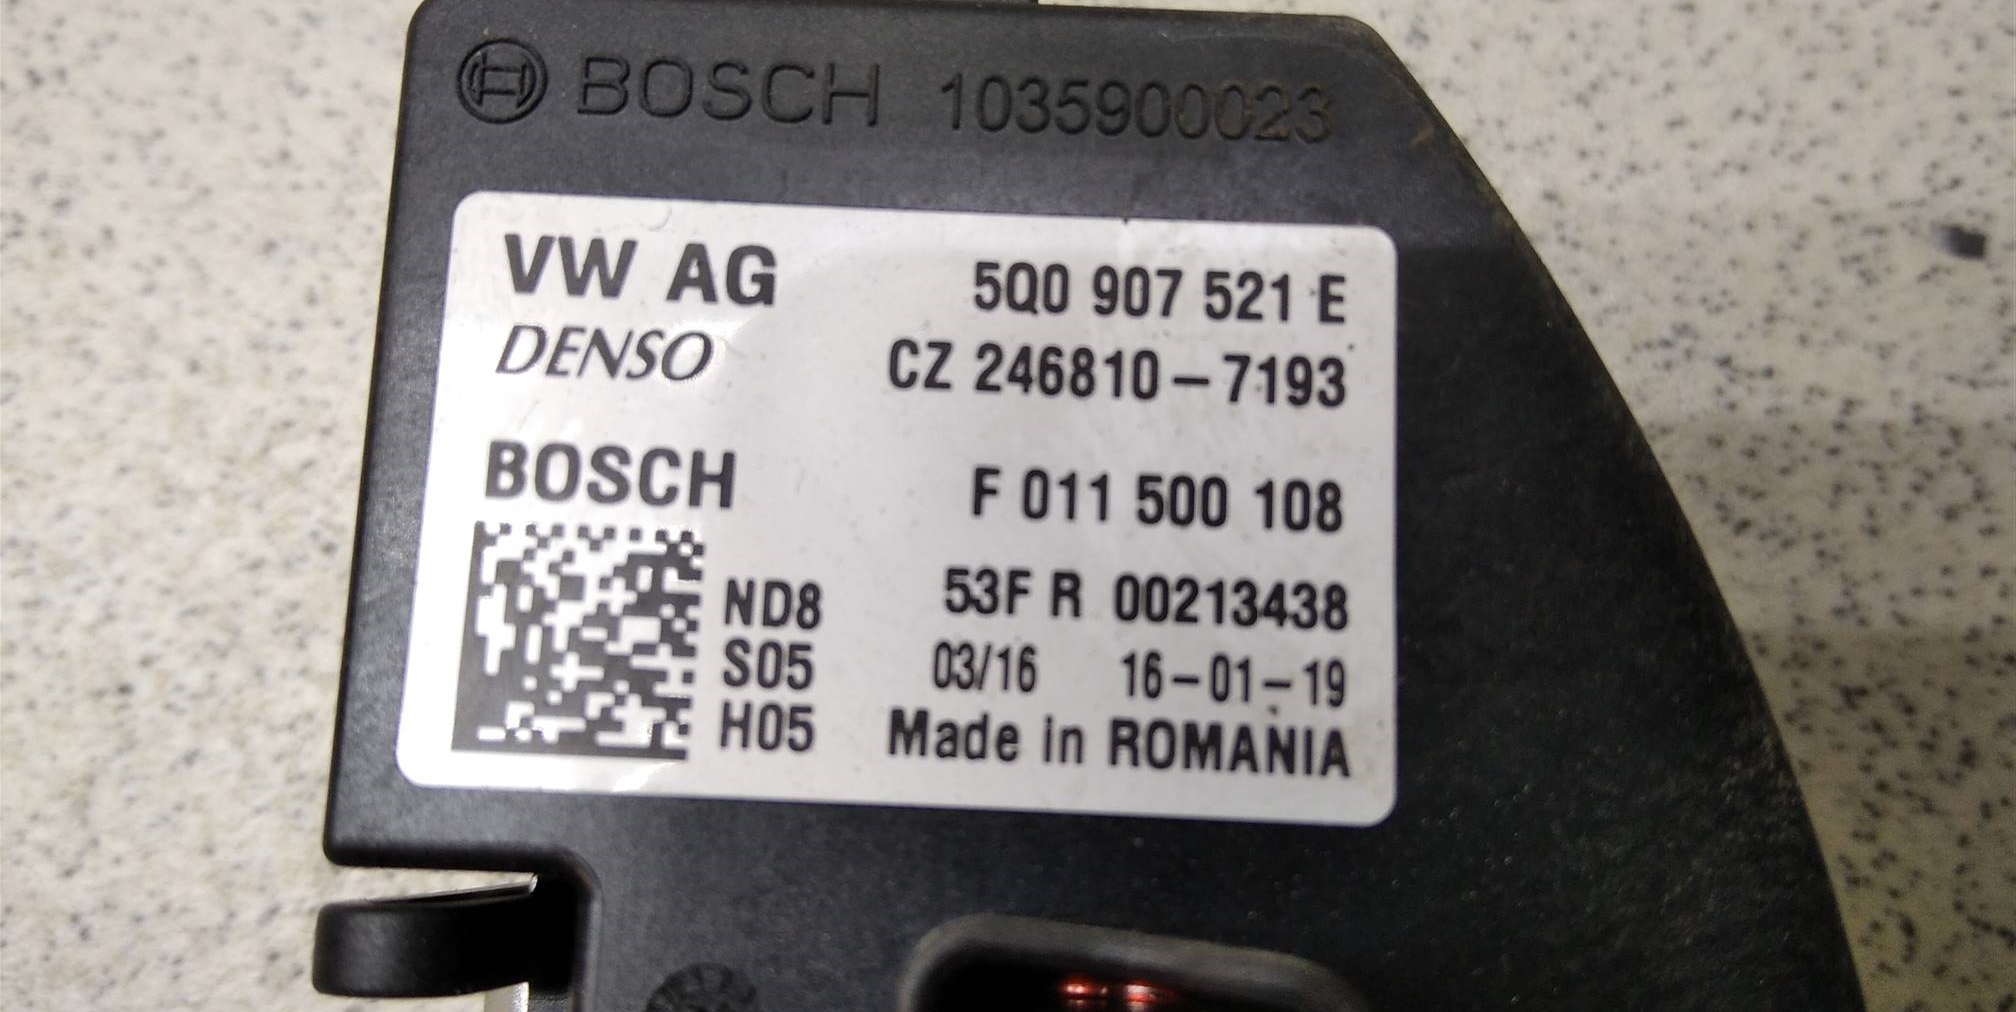 BOSCH 1035900023
VW AG 5Q0 907 521 E
DENSO CZ 246810-7193
BOSCH F 011 500 108
ND8 53F R 00213438
S05 03/16 16-01-19
H05 Made in ROMANIA